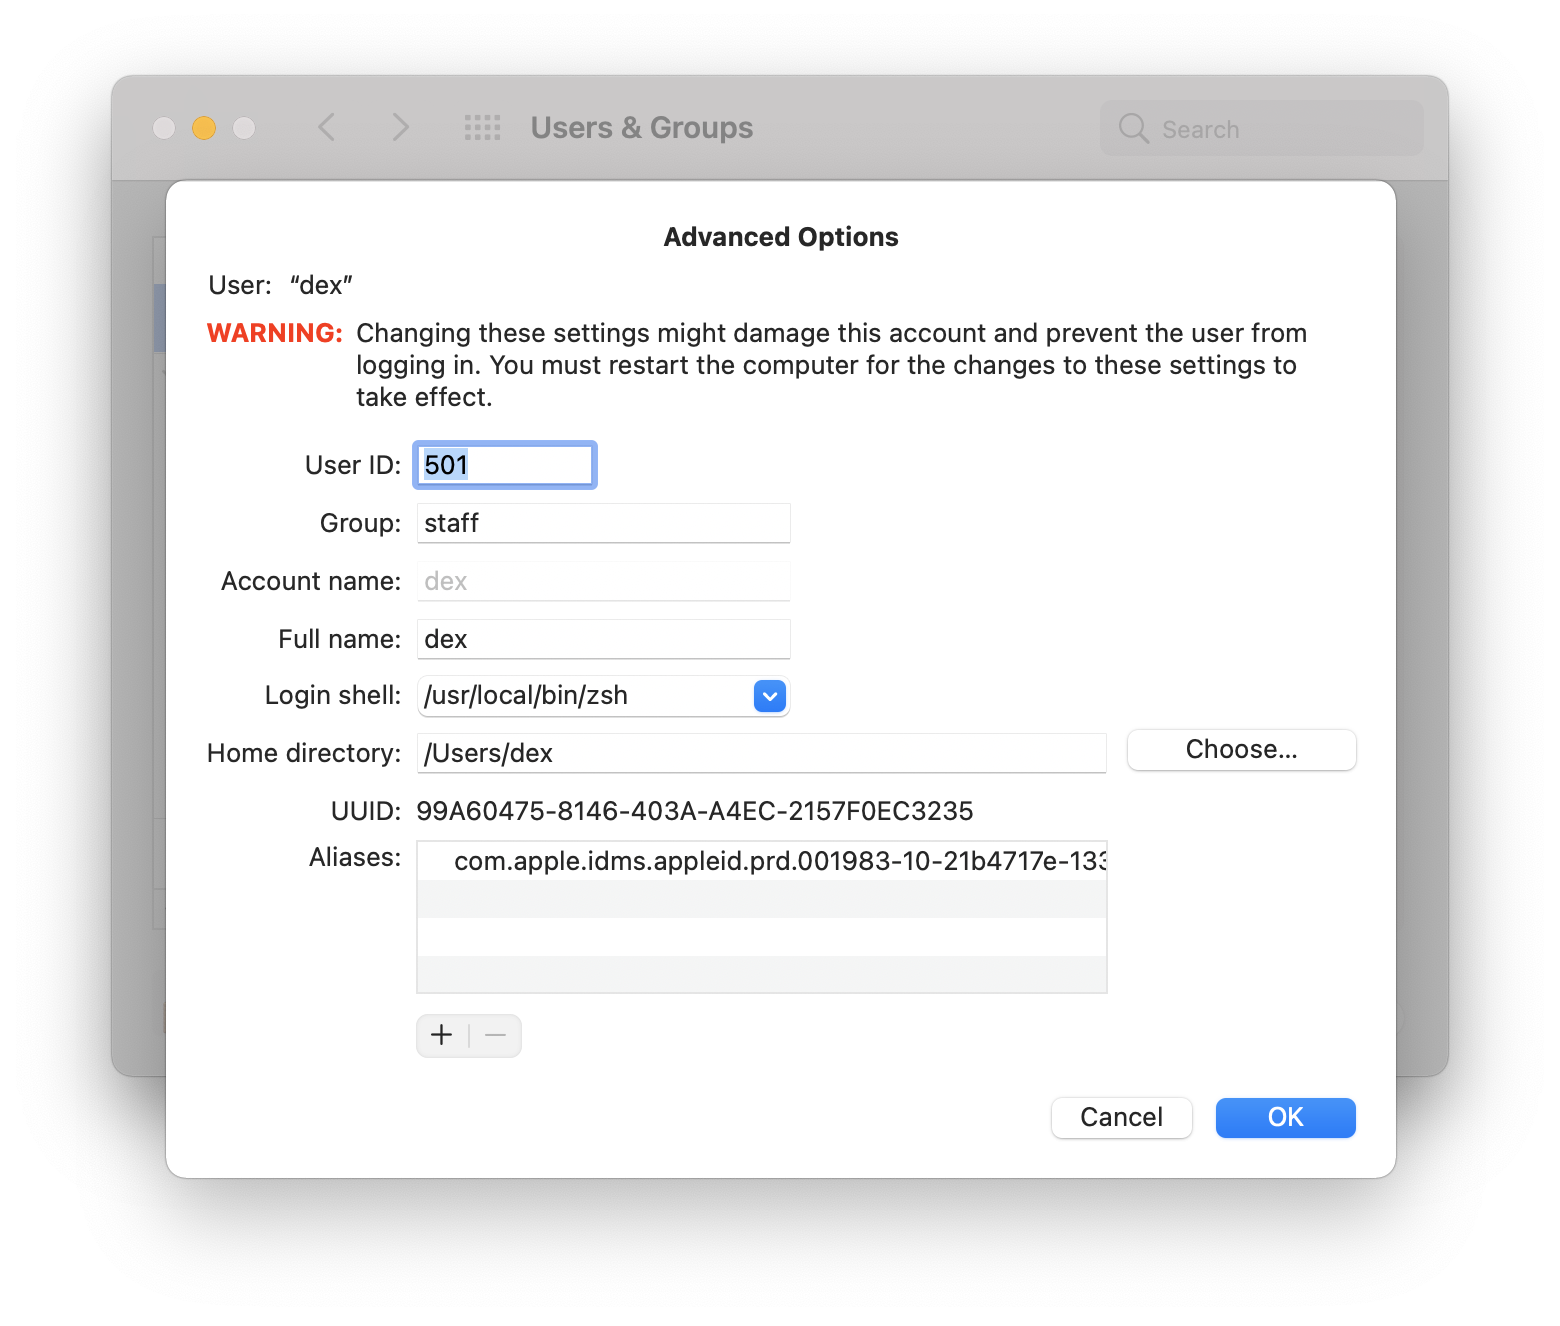 Users & Groups
Search
Advanced Options
User: “dex”
WARNING: Changing these settings might damage this account and prevent the user from
logging in. You must restart the computer for the changes to these settings to
take effect.
User ID: 501
Group: staff
Account name: dex
Full name: dex
Login shell: /usr/local/bin/zsh
Home directory: /Users/dex
Choose...
UUID: 99A60475-8146-403A-A4EC-2157F0EC3235
Aliases: com.apple.idms.appleid.prd.001983-10-21b4717e-133
Cancel
OK